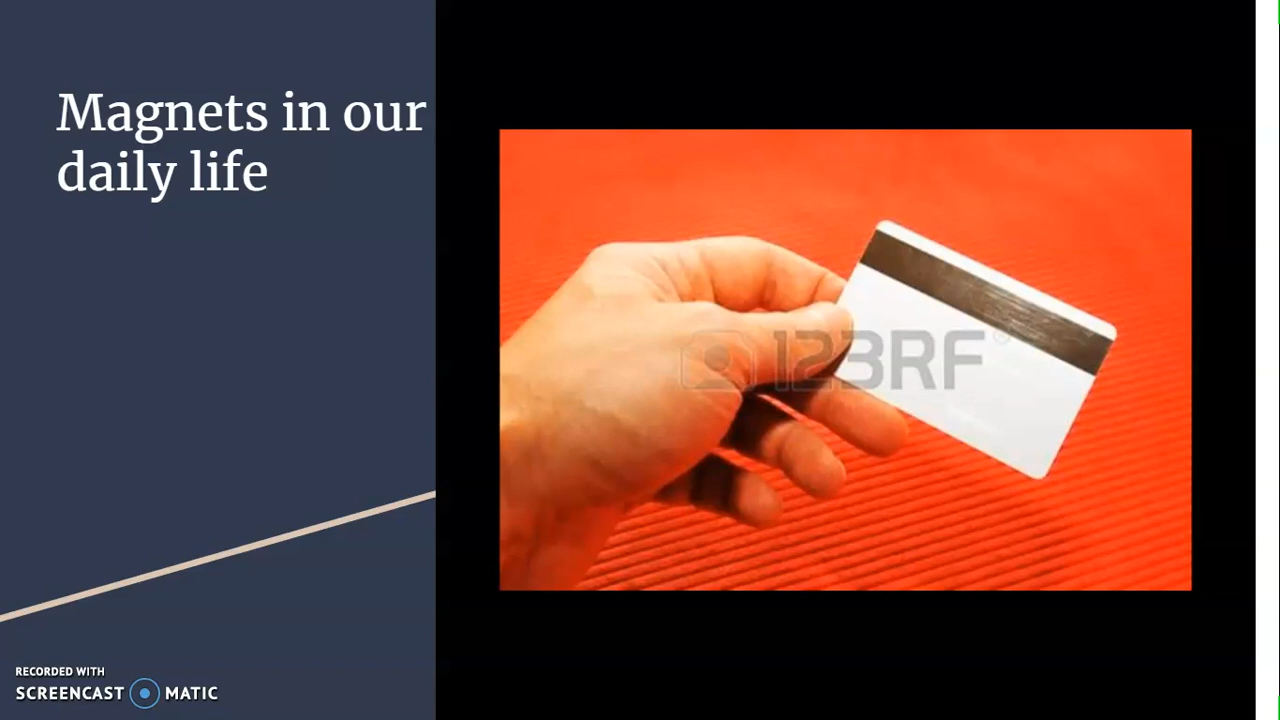 Magnets in our
daily life
123RF
RECORDED WITH
SCREENCAST MATIC